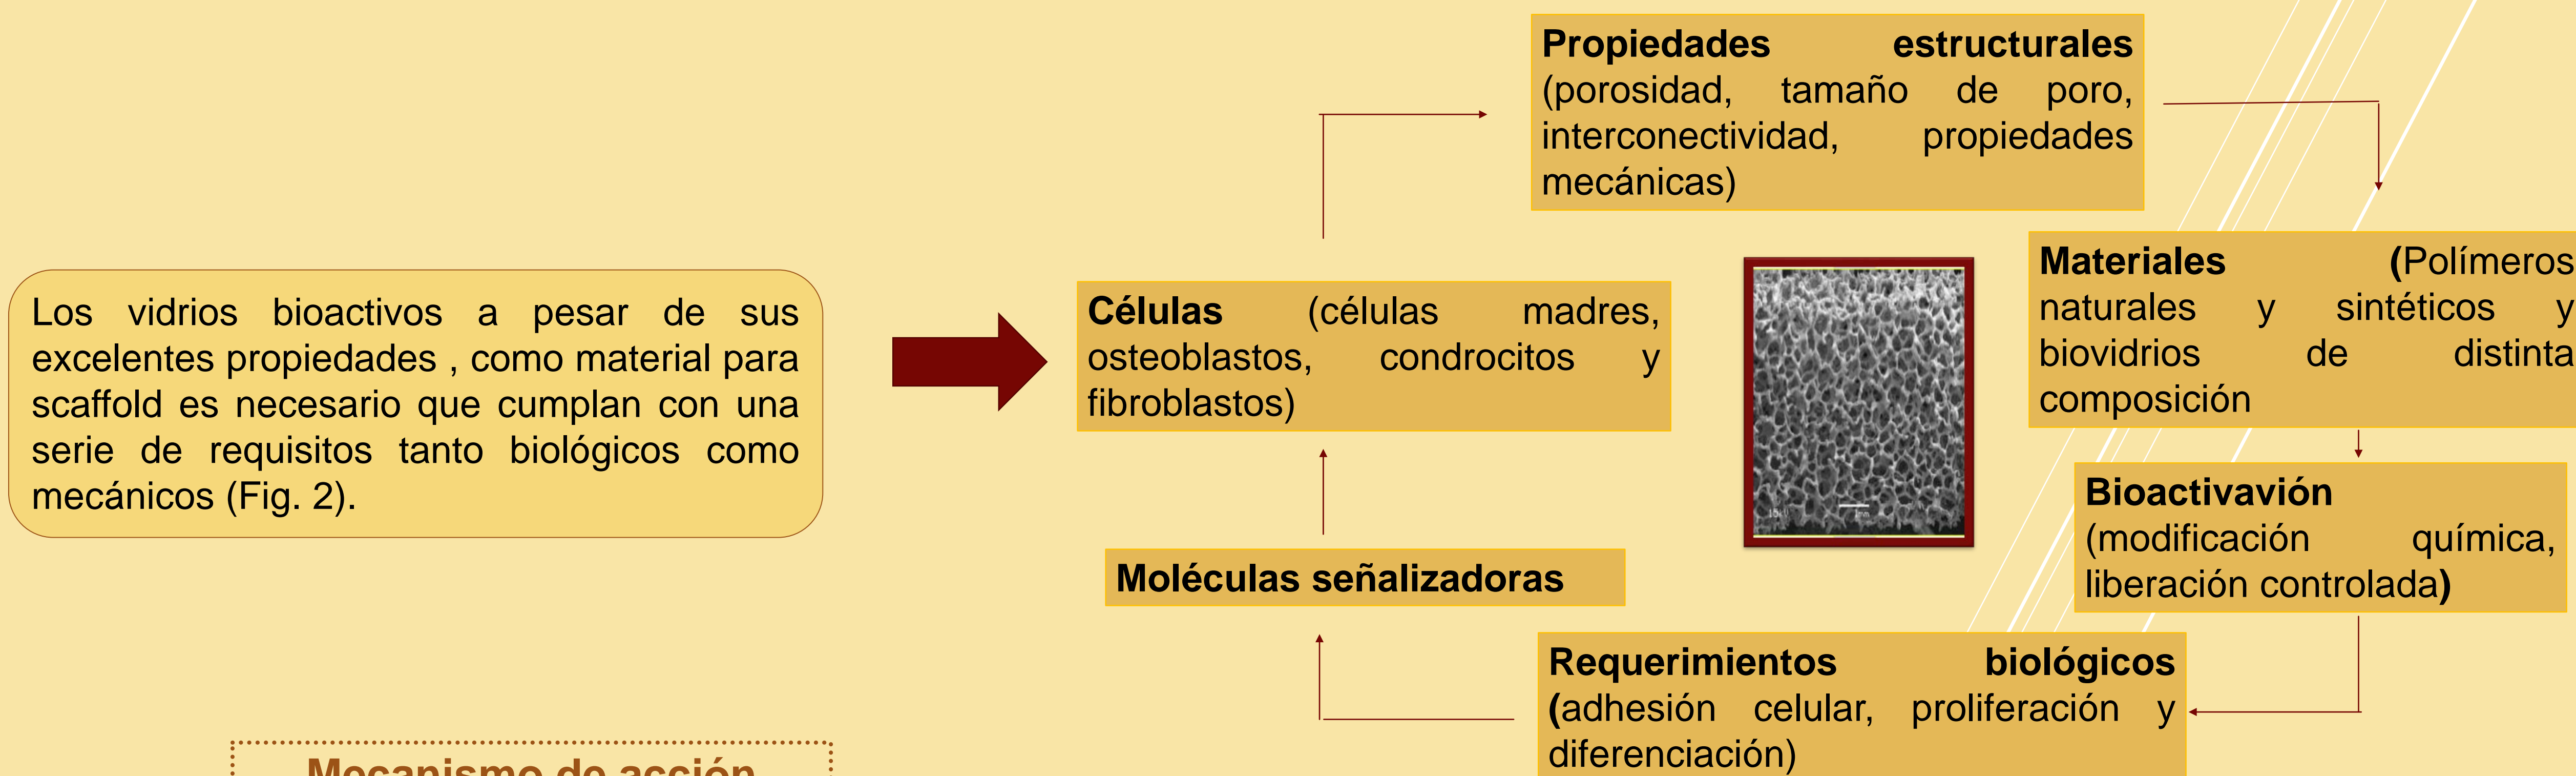 Los vidrios bioactivos a pesar de sus
excelentes propiedades , como material para
scaffold es necesario que cumplan con una
serie de requisitos tanto biológicos como
mecánicos (Fig. 2).
Propiedades estructurales
(porosidad, tamaño de poro,
interconectividad, propiedades
mecánicas)
Células (células madres,
osteoblastos, condrocitos y
fibroblastos)
Materiales (Polímeros
naturales y sintéticos y
biovidrios de distinta
composición
Bioactivavión
(modificación química,
liberación controlada)
Moléculas señalizadoras
Requerimientos biológicos
(adhesión celular, proliferación y
diferenciación)
Mecanismo de acción